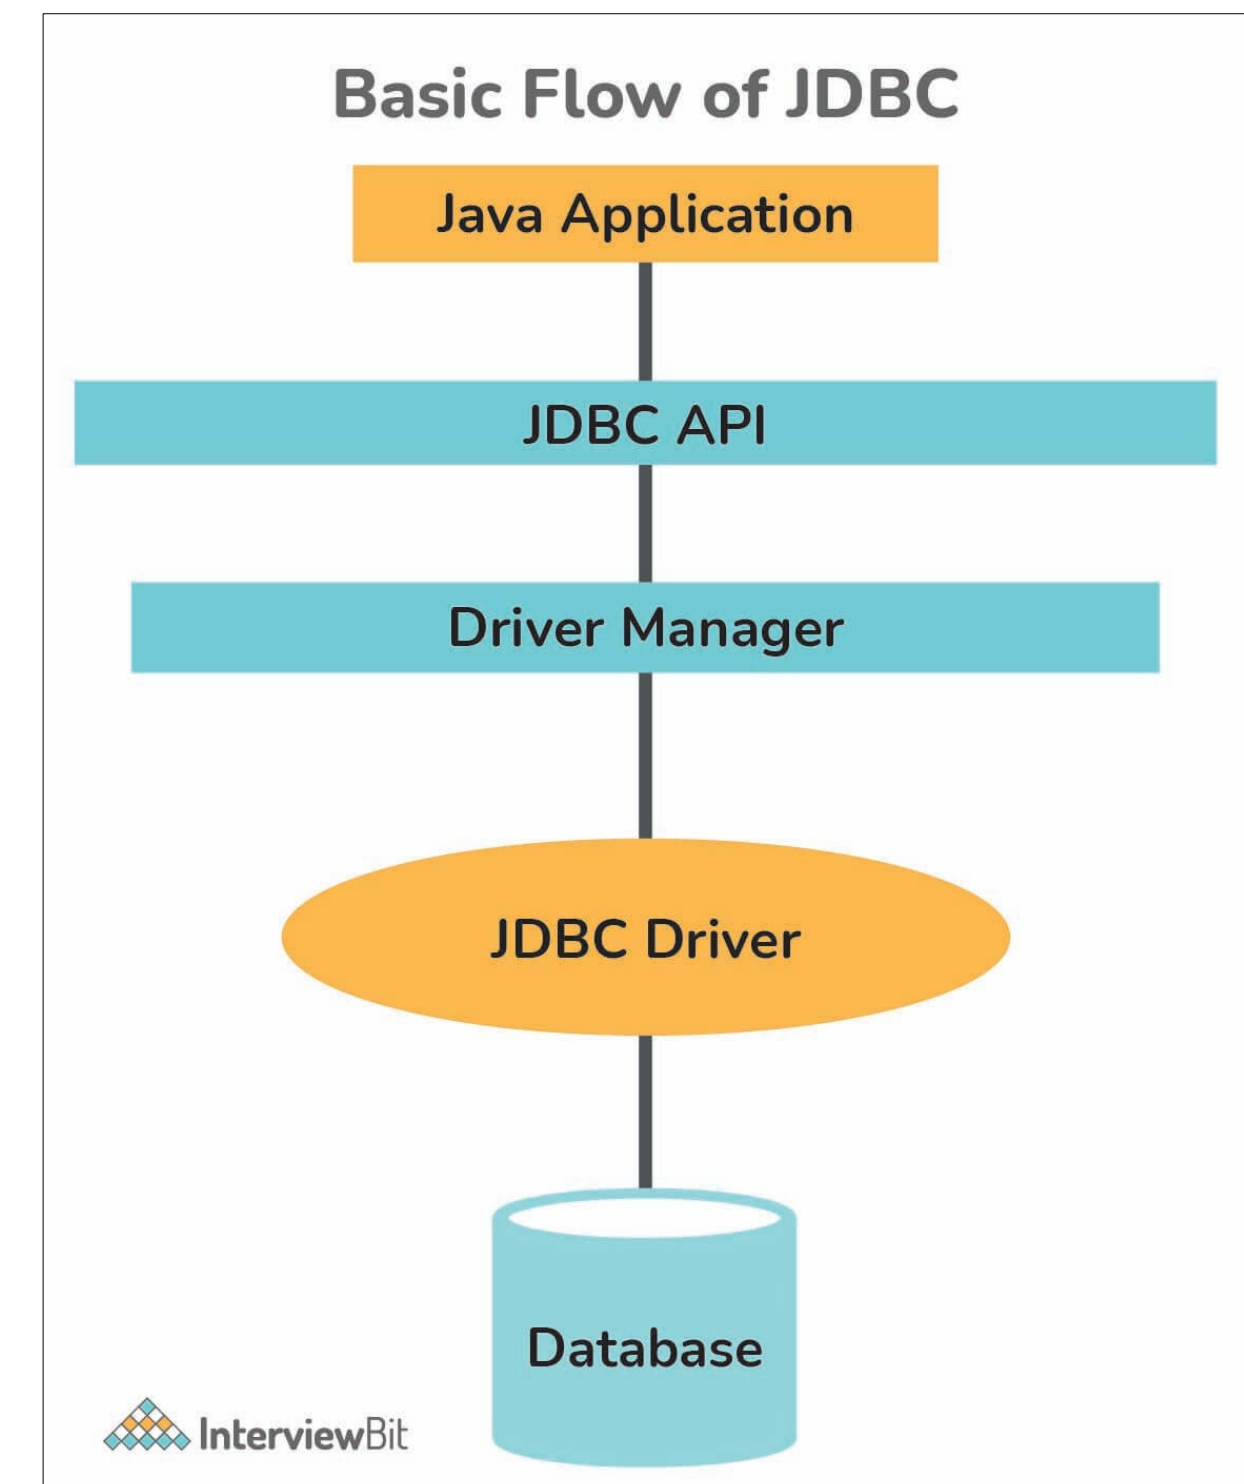 Basic Flow of JDBC
Java Application
JDBC API
Driver Manager
JDBC Driver
Database
InterviewBit